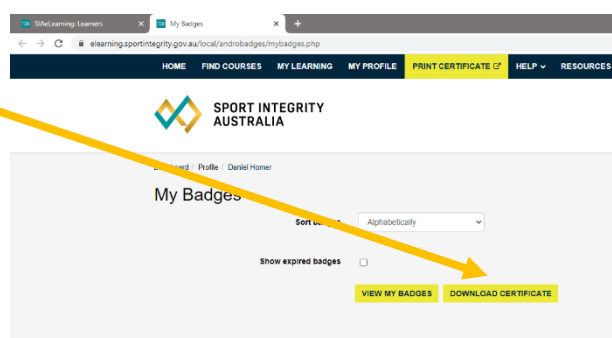 SIAeLearning: Learners × My Badges × +
elearning.sportintegrity.gov.au/local/androbadges/mybadges.php
HOME FIND COURSES MY LEARNING MY PROFILE PRINT CERTIFICATE HELP RESOURCES
SPORT INTEGRITY
AUSTRALIA
/ Profile / Daniel Homer
My Badges
Alphabetically
Show expired badges
VIEW MY BADGES DOWNLOAD CERTIFICATE